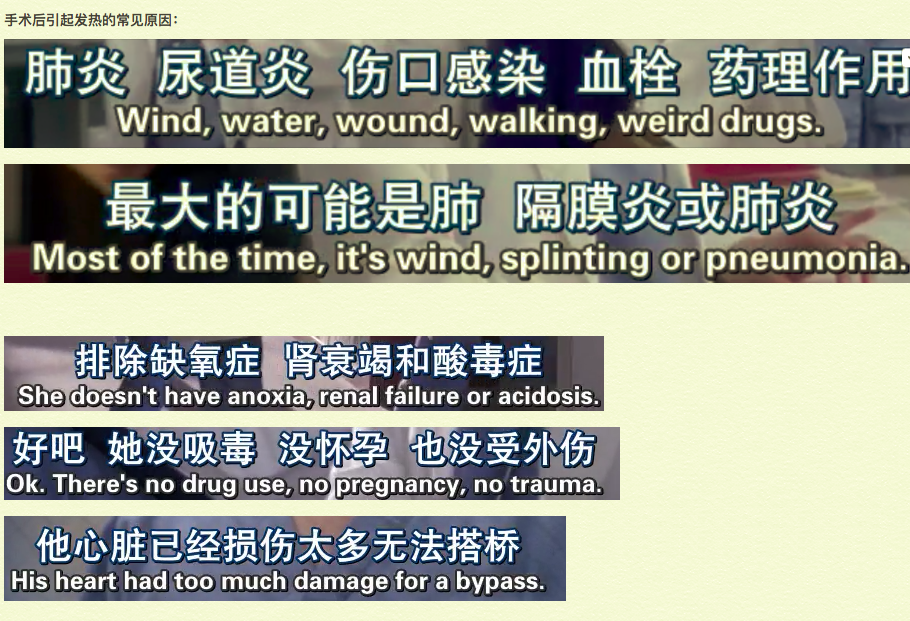 手术后引起发热的常见原因：
肺炎 尿道炎 伤口感染 血栓 药理作用
Wind, water, wound, walking, weird drugs.
最大的可能是肺 隔膜炎或肺炎
Most of the time, it's wind, splinting or pneumonia.
排除缺氧症 肾衰竭和酸毒症
She doesn't have anoxia, renal failure or acidosis.
好吧 她没吸毒 没怀孕 也没受外伤
Ok. There's no drug use, no pregnancy, no trauma.
他心脏已经损伤太多无法搭桥
His heart had too much damage for a bypass.